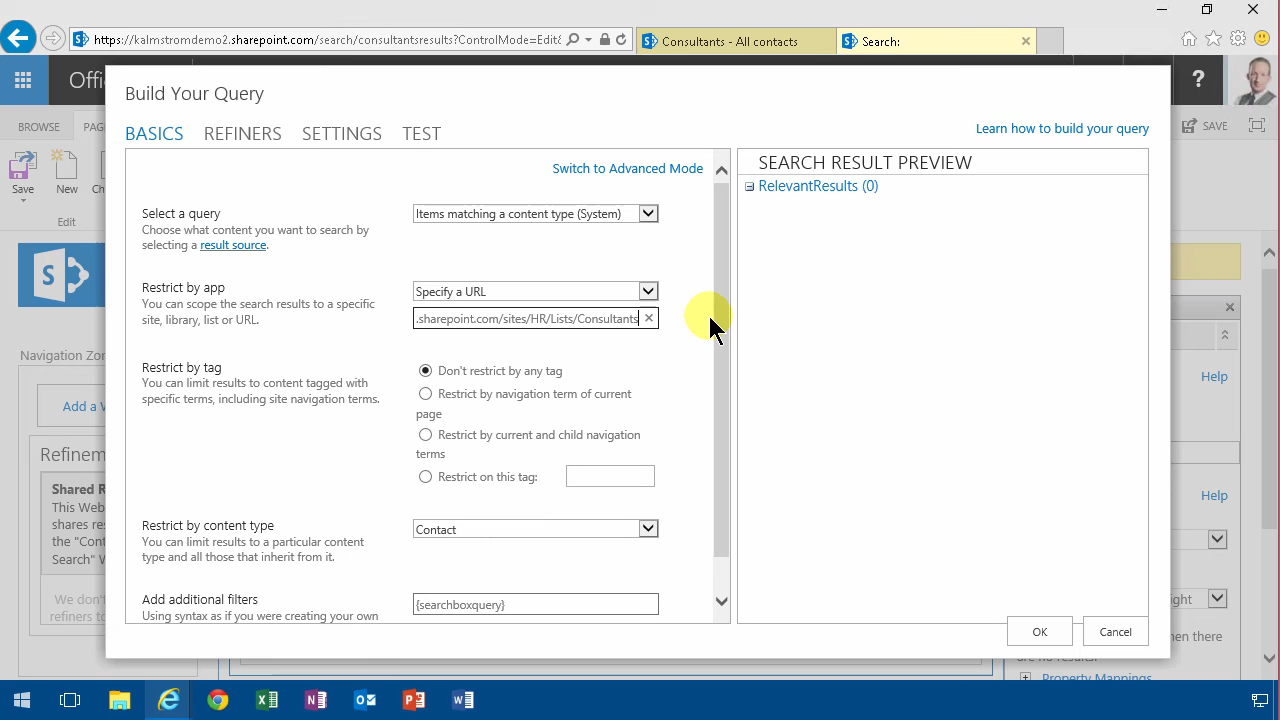 https://kalmstromdemo2.sharepoint.com/search/consultantsresults?ControlMode=Edit&
Consultants - All contacts
Search:
Offi
?
BROWSE
PAG
SAVE
Save
New
Ch
Edit
Build Your Query
BASICS
REFINERS
SETTINGS
TEST
Learn how to build your query
Switch to Advanced Mode
SEARCH RESULT PREVIEW
RelevantResults (0)
Select a query
Choose what content you want to search by
selecting a result source.
Items matching a content type (System)
Restrict by app
You can scope the search results to a specific
site, library, list or URL.
Specify a URL
.sharepoint.com/sites/HR/Lists/Consultants
Restrict by tag
You can limit results to content tagged with
specific terms, including site navigation terms.
Don't restrict by any tag
Restrict by navigation term of current
page
Restrict by current and child navigation
terms
Restrict on this tag:
Restrict by content type
You can limit results to a particular content
type and all those that inherit from it.
Contact
Add additional filters
Using syntax as if you were creating your own
{searchboxquery}
OK
Cancel
Navigation Zon
Add a W
Refinem
Shared R
This Web
shares res
the "Cont
Search" W
We don'
refiners to
Help
Help
ight
hen there
are no results.
Property Mappings